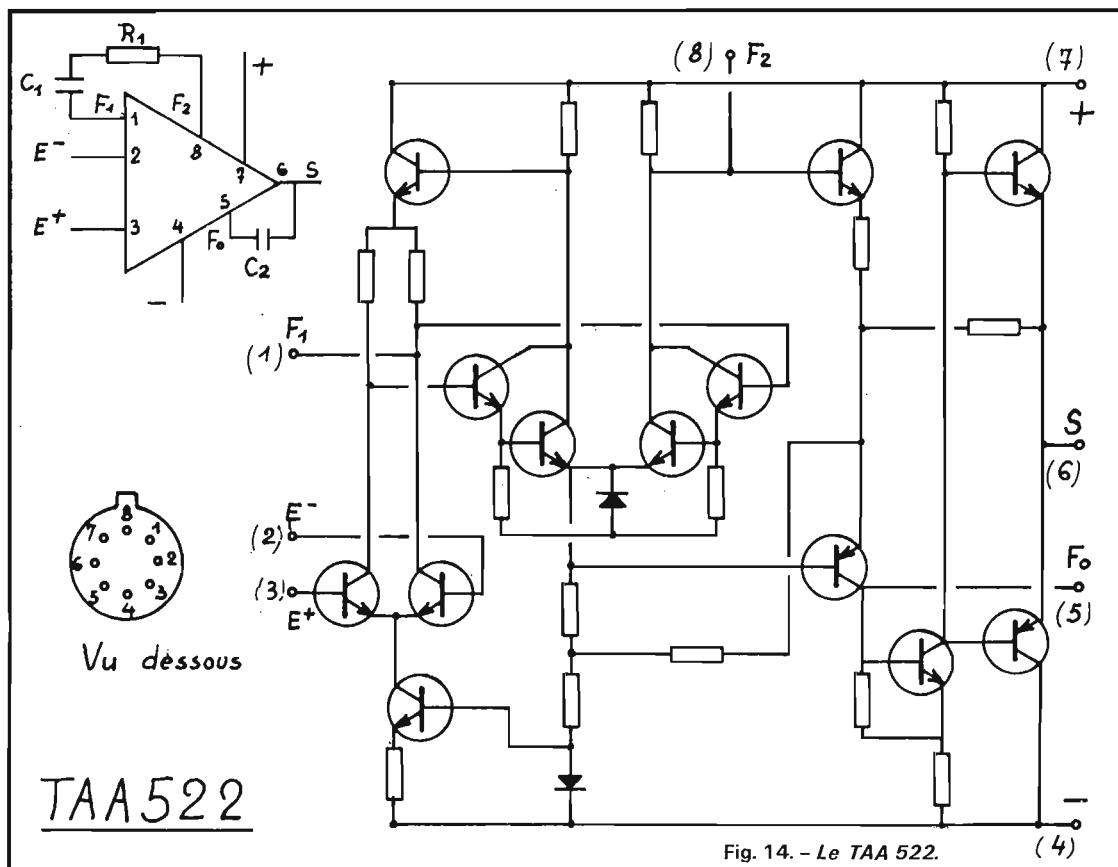 R1
C1
F1
F2
+
1
8
E⁻
2
7
6
S
E⁺
3
5
4
F0
C2
−
(8)
F2
(7)
+
F1
(1)
S
(6)
E⁻
(2)
(3)
E⁺
F0
(5)
8
7
1
6
2
5
3
4
Vu dessous
TAA522
−
(4)
Fig. 14. – Le TAA 522.